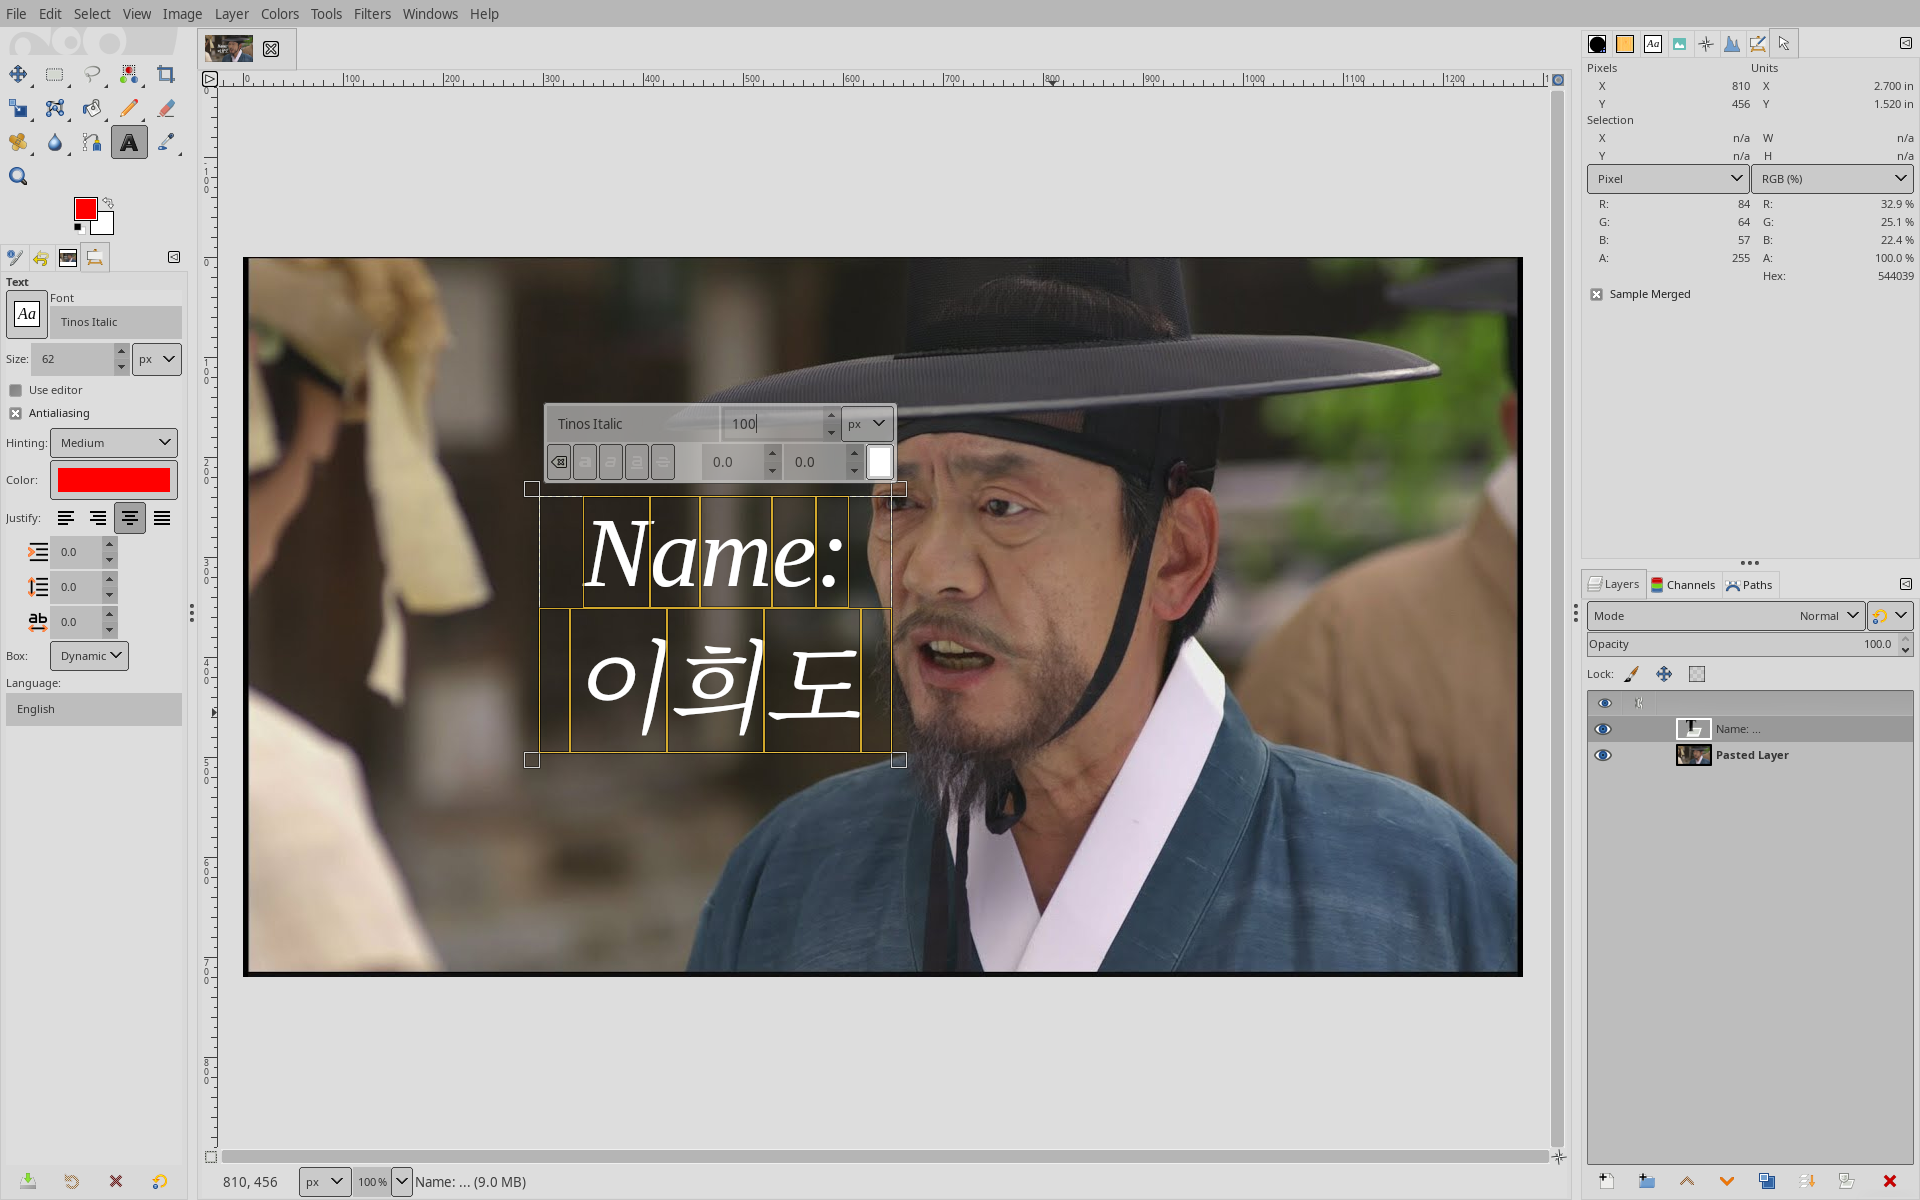 File Edit Select View Image Layer Colors Tools Filters Windows Help
Text
Font
Aa Tinos Italic
Size: 62 px
Use editor
Antialiasing
Hinting: Medium
Color:
Justify:
0.0
0.0
0.0
Box: Dynamic
Language:
English
0 100 200 300 400 500 600 700 800 900 1000 1100 1200
Tinos Italic 100 px
0.0 0.0
Name:
이희도
810, 456 px 100 % Name: ... (9.0 MB)
Pixels Units
X 810 X 2.700 in
Y 456 Y 1.520 in
Selection
X n/a W n/a
Y n/a H n/a
Pixel RGB (%)
R: 84 R: 32.9 %
G: 64 G: 25.1 %
B: 57 B: 22.4 %
A: 255 A: 100.0 %
Hex: 544039
Sample Merged
Layers Channels Paths
Mode Normal
Opacity 100.0
Lock:
Name: ...
Pasted Layer